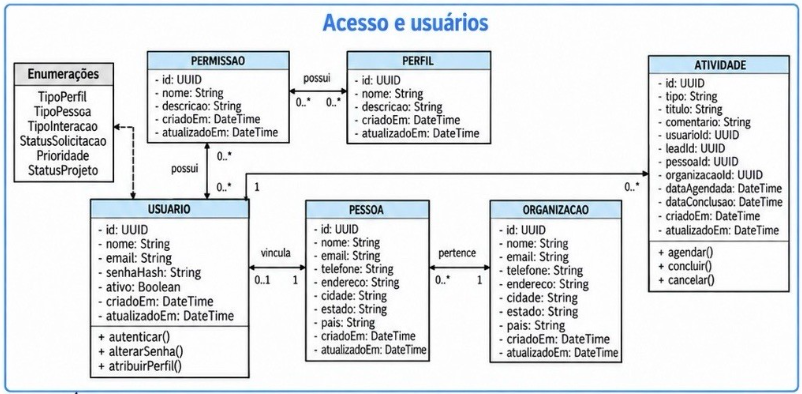 Acesso e usuários
Enumerações
TipoPerfil
TipoPessoa
TipoInteracao
StatusSolicitacao
Prioridade
StatusProjeto
PERMISSAO
- id: UUID
- nome: String
- descricao: String
- criadoEm: DateTime
- atualizadoEm: DateTime
possui
0..*
0..*
PERFIL
- id: UUID
- nome: String
- descricao: String
- criadoEm: DateTime
- atualizadoEm: DateTime
ATIVIDADE
- id: UUID
- tipo: String
- titulo: String
- comentario: String
- usuarioId: UUID
- leadId: UUID
- pessoaId: UUID
- organizacaoId: UUID
- dataAgendada: DateTime
- dataConclusao: DateTime
- criadoEm: DateTime
- atualizadoEm: DateTime
+ agendar()
+ concluir()
+ cancelar()
0..*
possui
0..*
1
0..*
USUARIO
- id: UUID
- nome: String
- email: String
- senhaHash: String
- ativo: Boolean
- criadoEm: DateTime
- atualizadoEm: DateTime
+ autenticar()
+ alterarSenha()
+ atribuirPerfil()
vincula
0..1
1
PESSOA
- id: UUID
- nome: String
- email: String
- telefone: String
- endereco: String
- cidade: String
- estado: String
- pais: String
- criadoEm: DateTime
- atualizadoEm: DateTime
pertence
0..*
1
ORGANIZACAO
- id: UUID
- nome: String
- email: String
- telefone: String
- endereco: String
- cidade: String
- estado: String
- pais: String
- criadoEm: DateTime
- atualizadoEm: DateTime